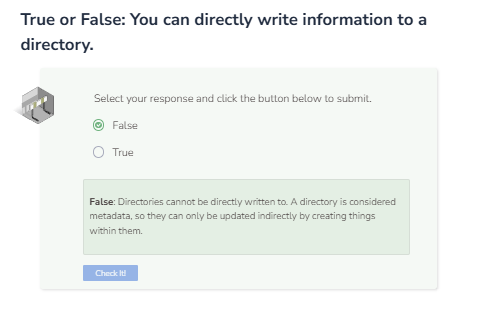 True or False: You can directly write information to a
directory.
Select your response and click the button below to submit.
False
True
False: Directories cannot be directly written to. A directory is considered
metadata, so they can only be updated indirectly by creating things
within them.
Check It!